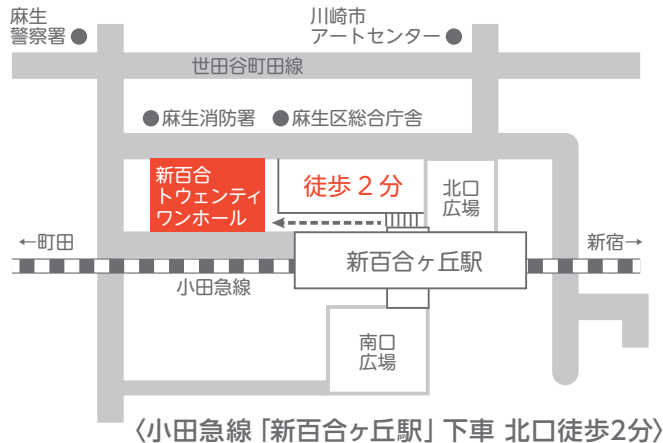 麻生
警察署
川崎市
アートセンター
世田谷町田線
麻生消防署
麻生区総合庁舎
新百合
トウェンティ
ワンホール
徒歩2分
北口
広場
←町田
新宿→
新百合ヶ丘駅
小田急線
南口
広場
〈小田急線「新百合ヶ丘駅」下車 北口徒歩2分〉